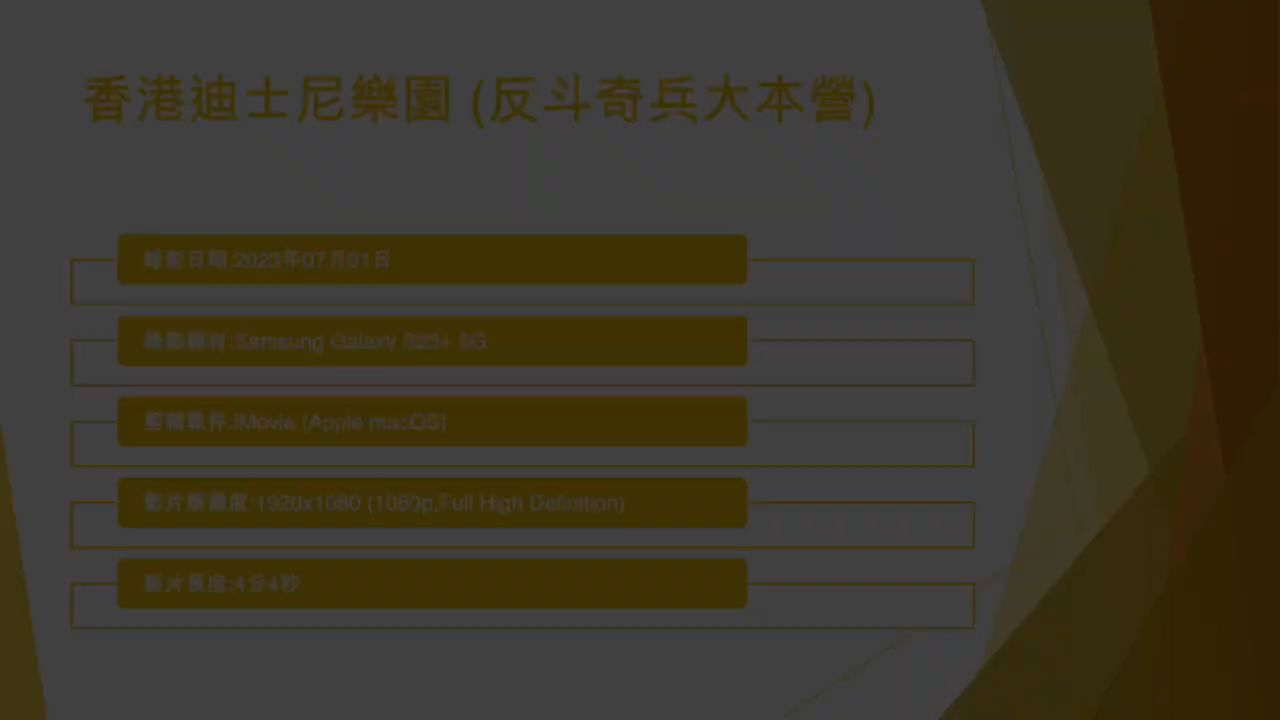 香港迪士尼樂園 (反斗奇兵大本營)
錄影日期:2023年07月01日
錄影器材:Samsung Galaxy S23+ 5G
剪輯軟件:iMovie (Apple macOS)
影片解像度:1920x1080 (1080p,Full High Definition)
影片長度:4分4秒